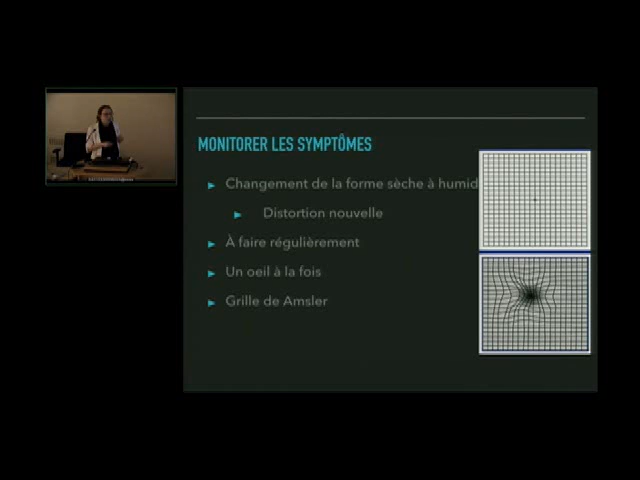 MONITORER LES SYMPTÔMES
Changement de la forme sèche à humid
Distortion nouvelle
À faire régulièrement
Un oeil à la fois
Grille de Amsler